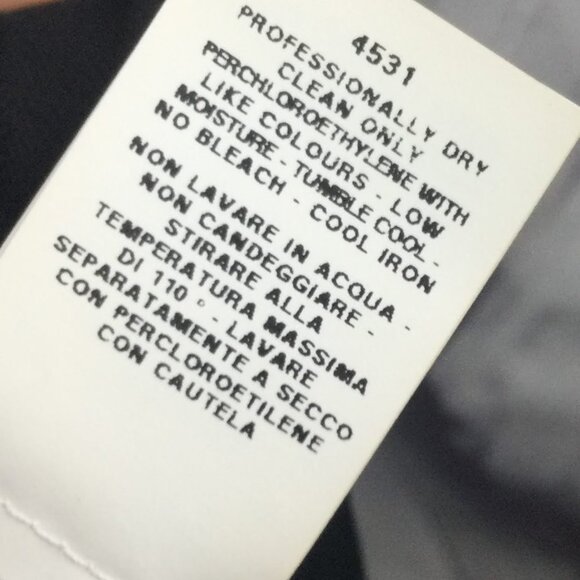 4531
PROFESSIONALLY DRY
CLEAN ONLY
PERCHLOROETHYLENE WITH
LIKE COLOURS - LOW
MOISTURE - TUMBLE COOL -
NO BLEACH - COOL IRON
NON LAVARE IN ACQUA -
NON CANDEGGIARE -
STIRARE ALLA
TEMPERATURA MASSIMA
DI 110 ° - LAVARE
SEPARATAMENTE A SECCO
CON PERCLOROETILENE
CON CAUTELA